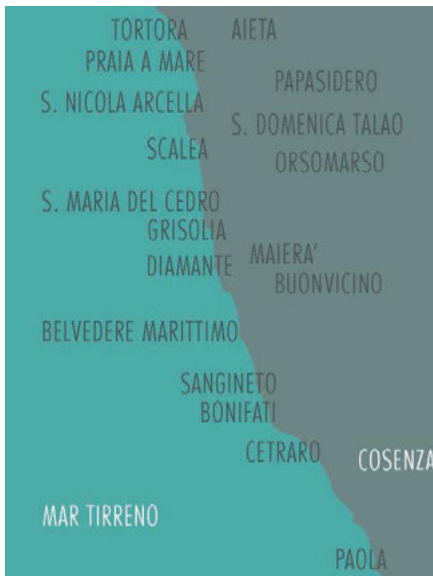 TORTORA AIETA
PRAIA A MARE
PAPASIDERO
S. NICOLA ARCELLA
S. DOMENICA TALAO
SCALEA
ORSOMARSO
S. MARIA DEL CEDRO
GRISOLIA
MAIERA’
DIAMANTE
BUONVICINO
BELVEDERE MARITTIMO
SANGINETO
BONIFATI
CETRARO
COSENZA
MAR TIRRENO
PAOLA